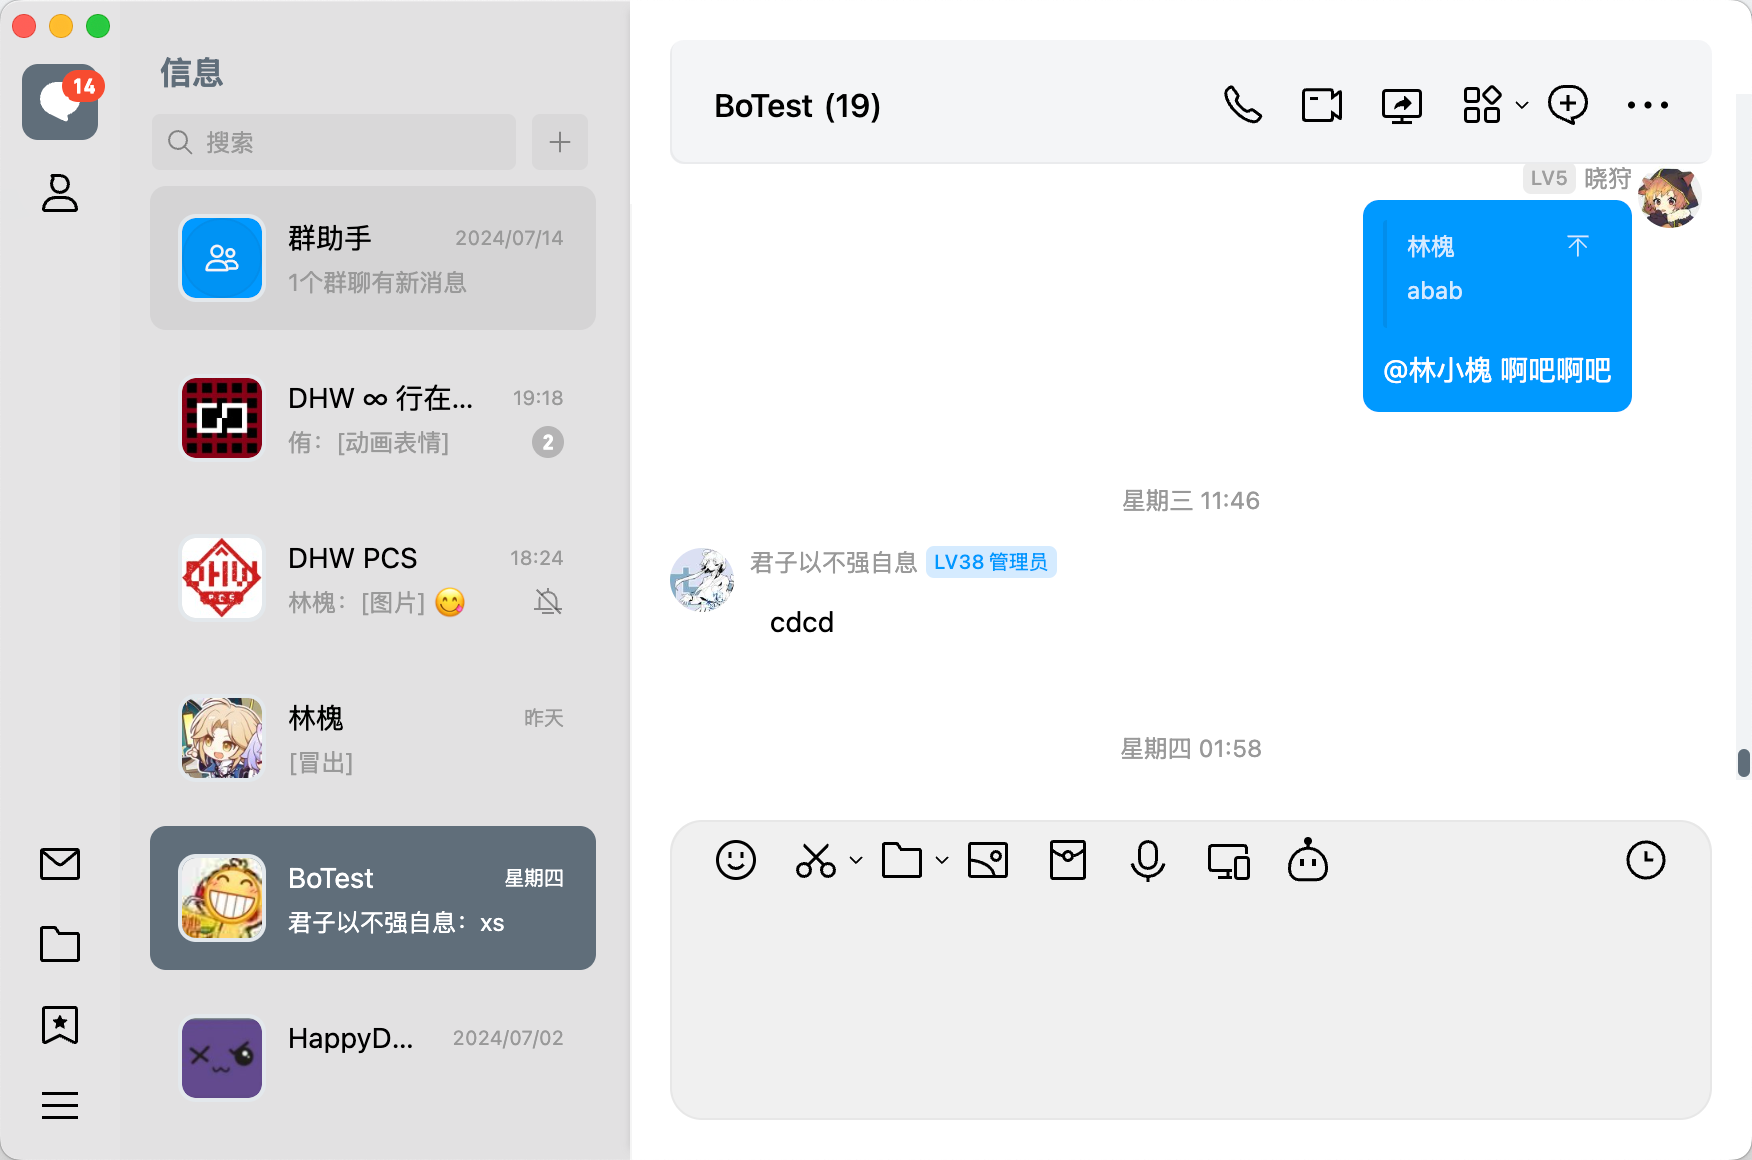 14
信息
搜索
群助手 2024/07/14
1个群聊有新消息
DHW ∞ 行在... 19:18
侑：[动画表情] 2
DHW PCS 18:24
林槐：[图片] 😋
DHW
PCS
林槐 昨天
[冒出]
BoTest 星期四
君子以不强自息：xs
HappyD... 2024/07/02
BoTest (19)
LV5 晓狩
林槐
abab
@林小槐 啊吧啊吧
星期三 11:46
君子以不强自息 LV38 管理员
cdcd
星期四 01:58